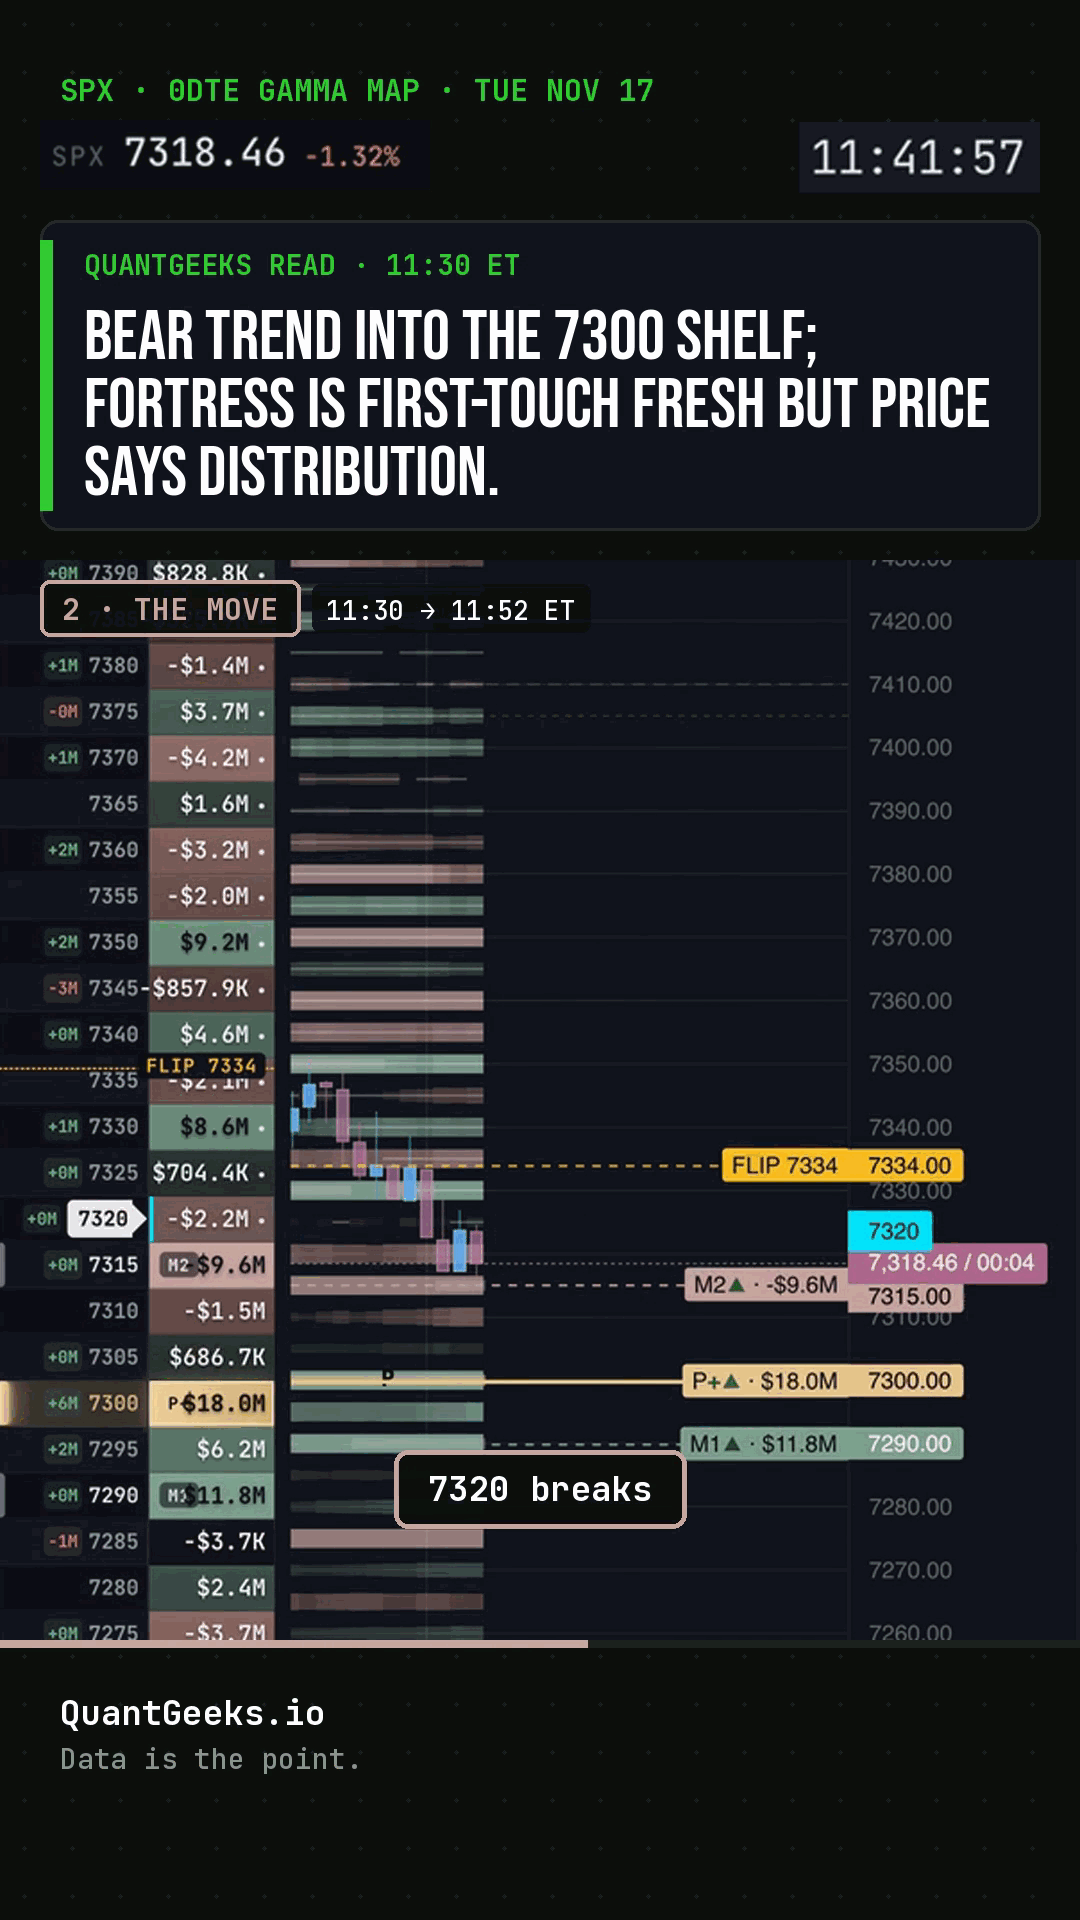 SPX · 0DTE GAMMA MAP · TUE NOV 17
SPX 7318.46 -1.32%
11:41:57
QUANTGEEKS READ · 11:30 ET
BEAR TREND INTO THE 7300 SHELF;
FORTRESS IS FIRST-TOUCH FRESH BUT PRICE
SAYS DISTRIBUTION.
+0M 7390 $828.8K •
2 · THE MOVE
11:30 → 11:52 ET
+1M 7380 -$1.4M •
-0M 7375 $3.7M •
+1M 7370 -$4.2M •
7365 $1.6M •
+2M 7360 -$3.2M •
7355 -$2.0M •
+2M 7350 $9.2M •
-3M 7345 -$857.9K •
+0M 7340 $4.6M •
FLIP 7334
7335 -$2.1M •
+1M 7330 $8.6M •
+0M 7325 $704.4K •
+0M 7320 -$2.2M •
+0M 7315 M2 $9.6M
7310 -$1.5M
+0M 7305 $686.7K
+6M 7300 P $18.0M
+2M 7295 $6.2M
+0M 7290 $11.8M
-1M 7285 -$3.7K
7280 $2.4M
+0M 7275 -$3.7M
7420.00
7410.00
7400.00
7390.00
7380.00
7370.00
7360.00
7350.00
7340.00
FLIP 7334 7334.00
7330.00
7320
7,318.46 / 00:04
M2▲ · -$9.6M 7315.00
7310.00
P+▲ · $18.0M 7300.00
M1▲ · $11.8M 7290.00
7320 breaks
7280.00
7270.00
7260.00
QuantGeeks.io
Data is the point.